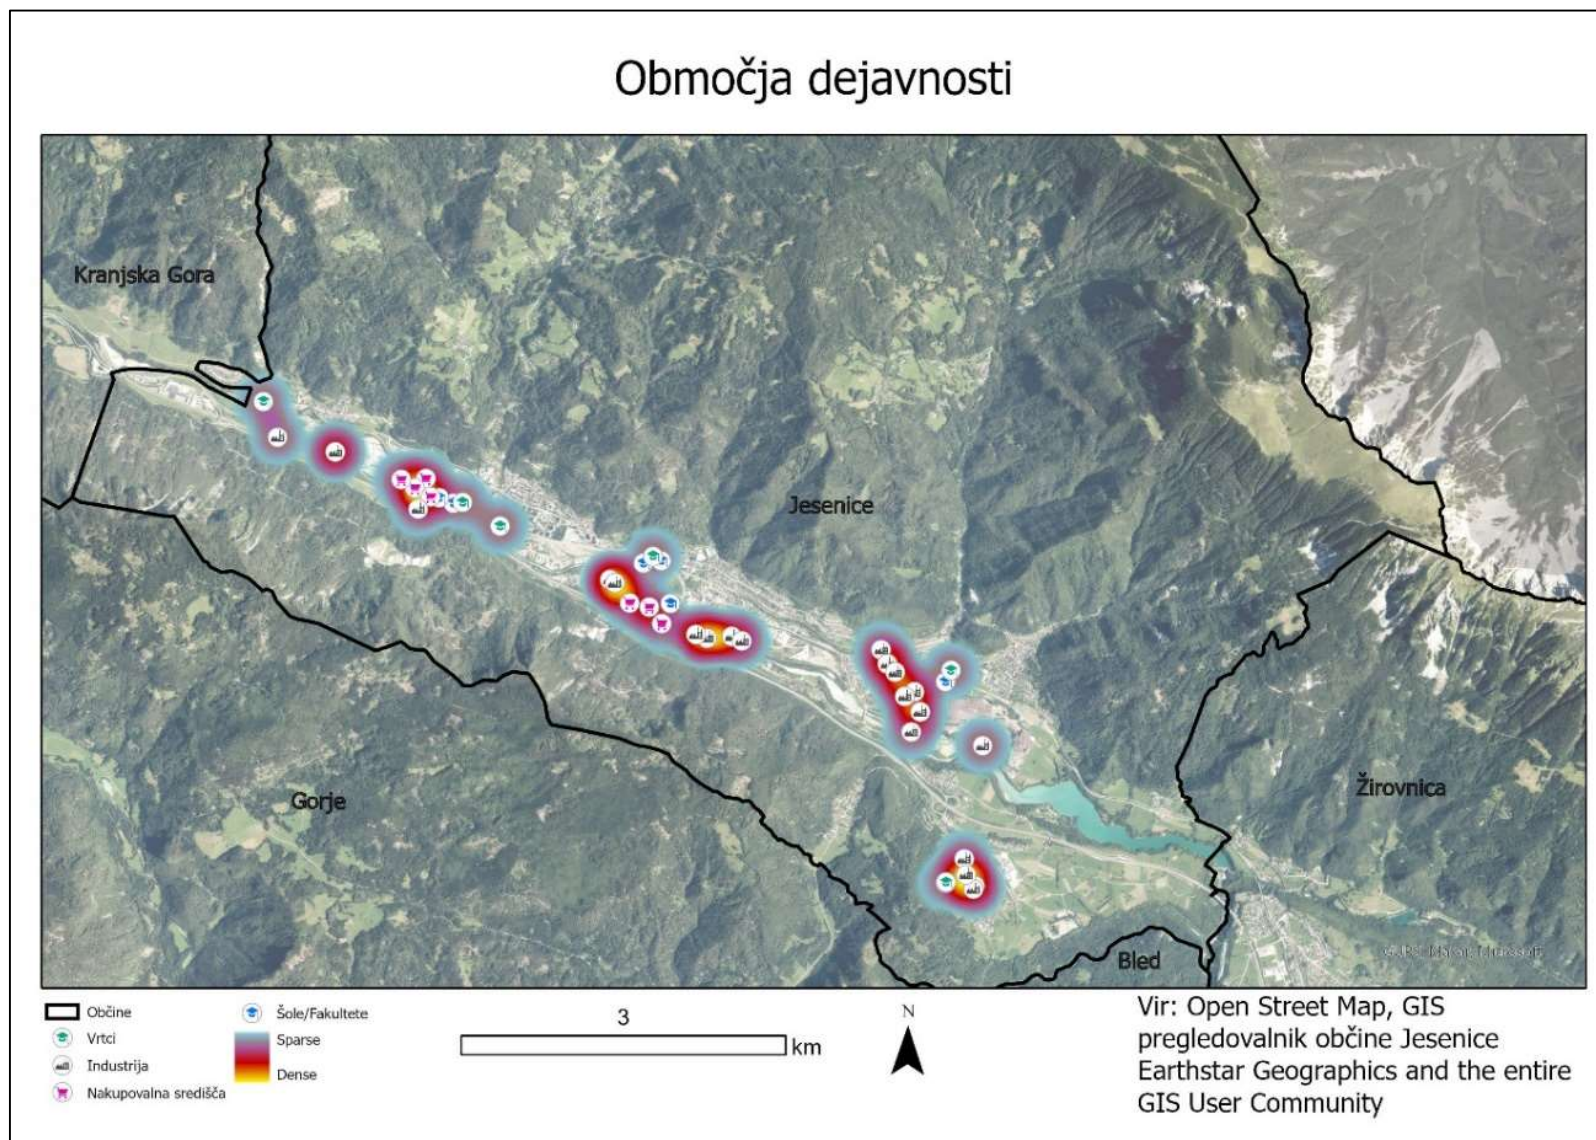 Območja dejavnosti
Kranjska Gora
Jesenice
Gorje
Žirovnica
Bled
Občine
Vrtci
Industrija
Nakupovalna središča
Šole/Fakultete
Sparse
Dense
3
km
N
Vir: Open Street Map, GIS
pregledovalnik občine Jesenice
Earthstar Geographics and the entire
GIS User Community